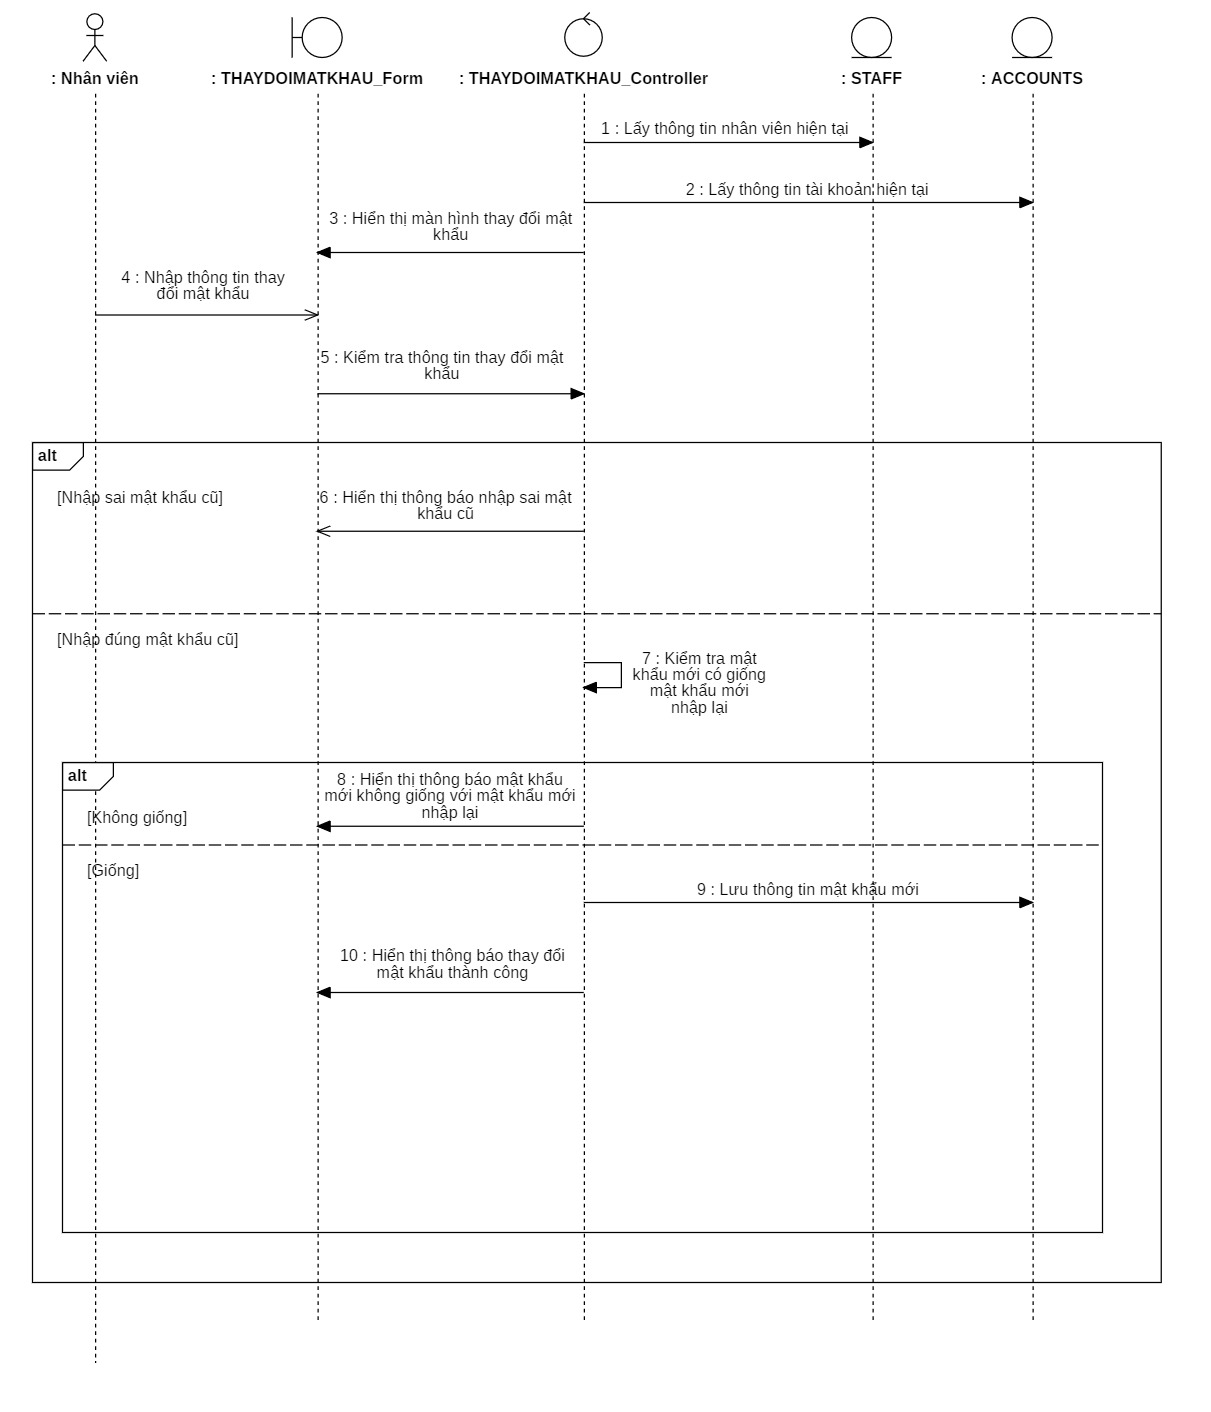 : Nhân viên
: THAYDOIMATKHAU_Form
: THAYDOIMATKHAU_Controller
: STAFF
: ACCOUNTS
1 : Lấy thông tin nhân viên hiện tại
2 : Lấy thông tin tài khoản hiện tại
3 : Hiển thị màn hình thay đổi mật
khẩu
4 : Nhập thông tin thay
đổi mật khẩu
5 : Kiểm tra thông tin thay đổi mật
khẩu
alt
[Nhập sai mật khẩu cũ]
6 : Hiển thị thông báo nhập sai mật
khẩu cũ
[Nhập đúng mật khẩu cũ]
7 : Kiểm tra mật
khẩu mới có giống
mật khẩu mới
nhập lại
alt
8 : Hiển thị thông báo mật khẩu
mới không giống với mật khẩu mới
nhập lại
[Không giống]
[Giống]
9 : Lưu thông tin mật khẩu mới
10 : Hiển thị thông báo thay đổi
mật khẩu thành công